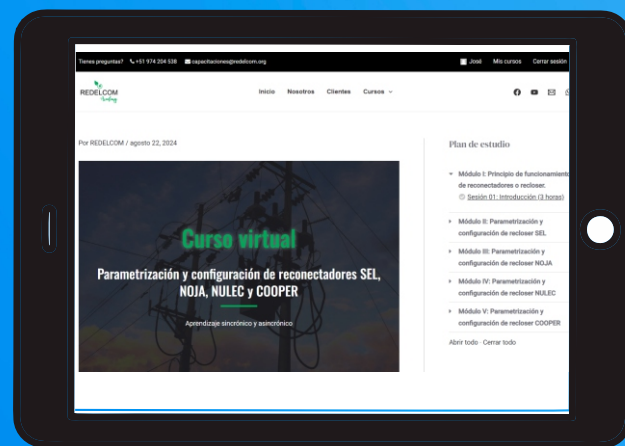 Tienes preguntas? +51 974 204 538 capacitaciones@redelcom.org
José Mis cursos Cerrar sesión
REDELCOM
Inicio Nosotros Clientes Cursos
Por REDELCOM / agosto 22, 2024
Curso virtual
Parametrización y configuración de reconectadores SEL,
NOJA, NULEC y COOPER
Aprendizaje sincrónico y asincrónico
Plan de estudio
Módulo I: Principio de funcionamiento
de reconectadores o recloser.
Sesión 01: Introducción (3 horas)
Módulo II: Parametrización y
configuración de recloser SEL
Módulo III: Parametrización y
configuración de recloser NOJA
Módulo IV: Parametrización y
configuración de recloser NULEC
Módulo V: Parametrización y
configuración de recloser COOPER
Abrir todo · Cerrar todo